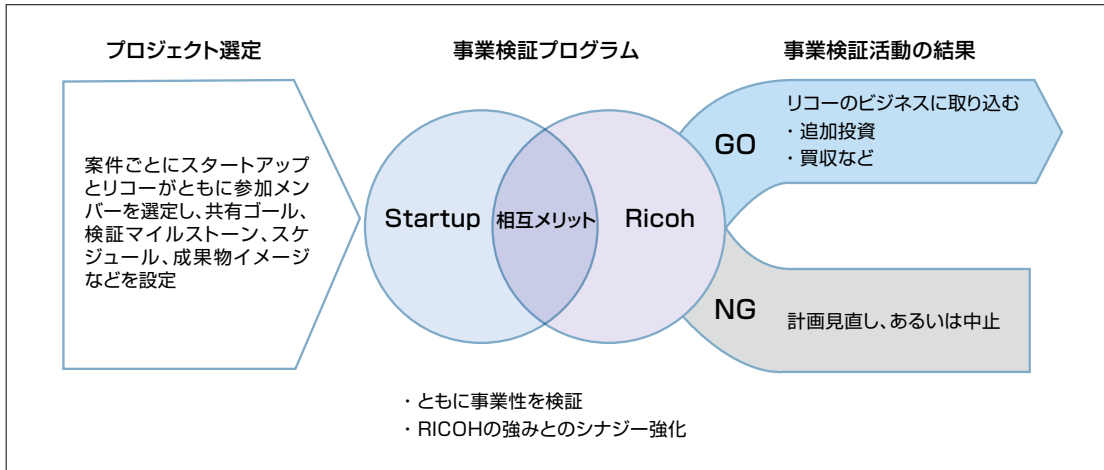 プロジェクト選定
案件ごとにスタートアップ
とリコーがともに参加メン
バーを選定し、共有ゴール、
検証マイルストーン、スケ
ジュール、成果物イメージ
などを設定
事業検証プログラム
Startup
相互メリット
Ricoh
・ともに事業性を検証
・RICOHの強みとのシナジー強化
事業検証活動の結果
GO
リコーのビジネスに取り込む
・追加投資
・買収など
NG
計画見直し、あるいは中止